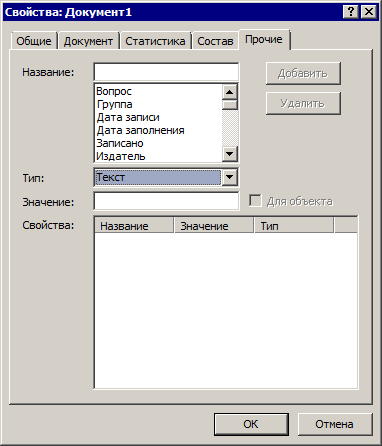 Свойства: Документ1
Общие Документ Статистика Состав Прочие
Название:
Добавить
Вопрос
Группа
Удалить
Дата записи
Дата заполнения
Записано
Издатель
Тип: Текст
Значение: Для объекта
Свойства: Название Значение Тип
ОК Отмена